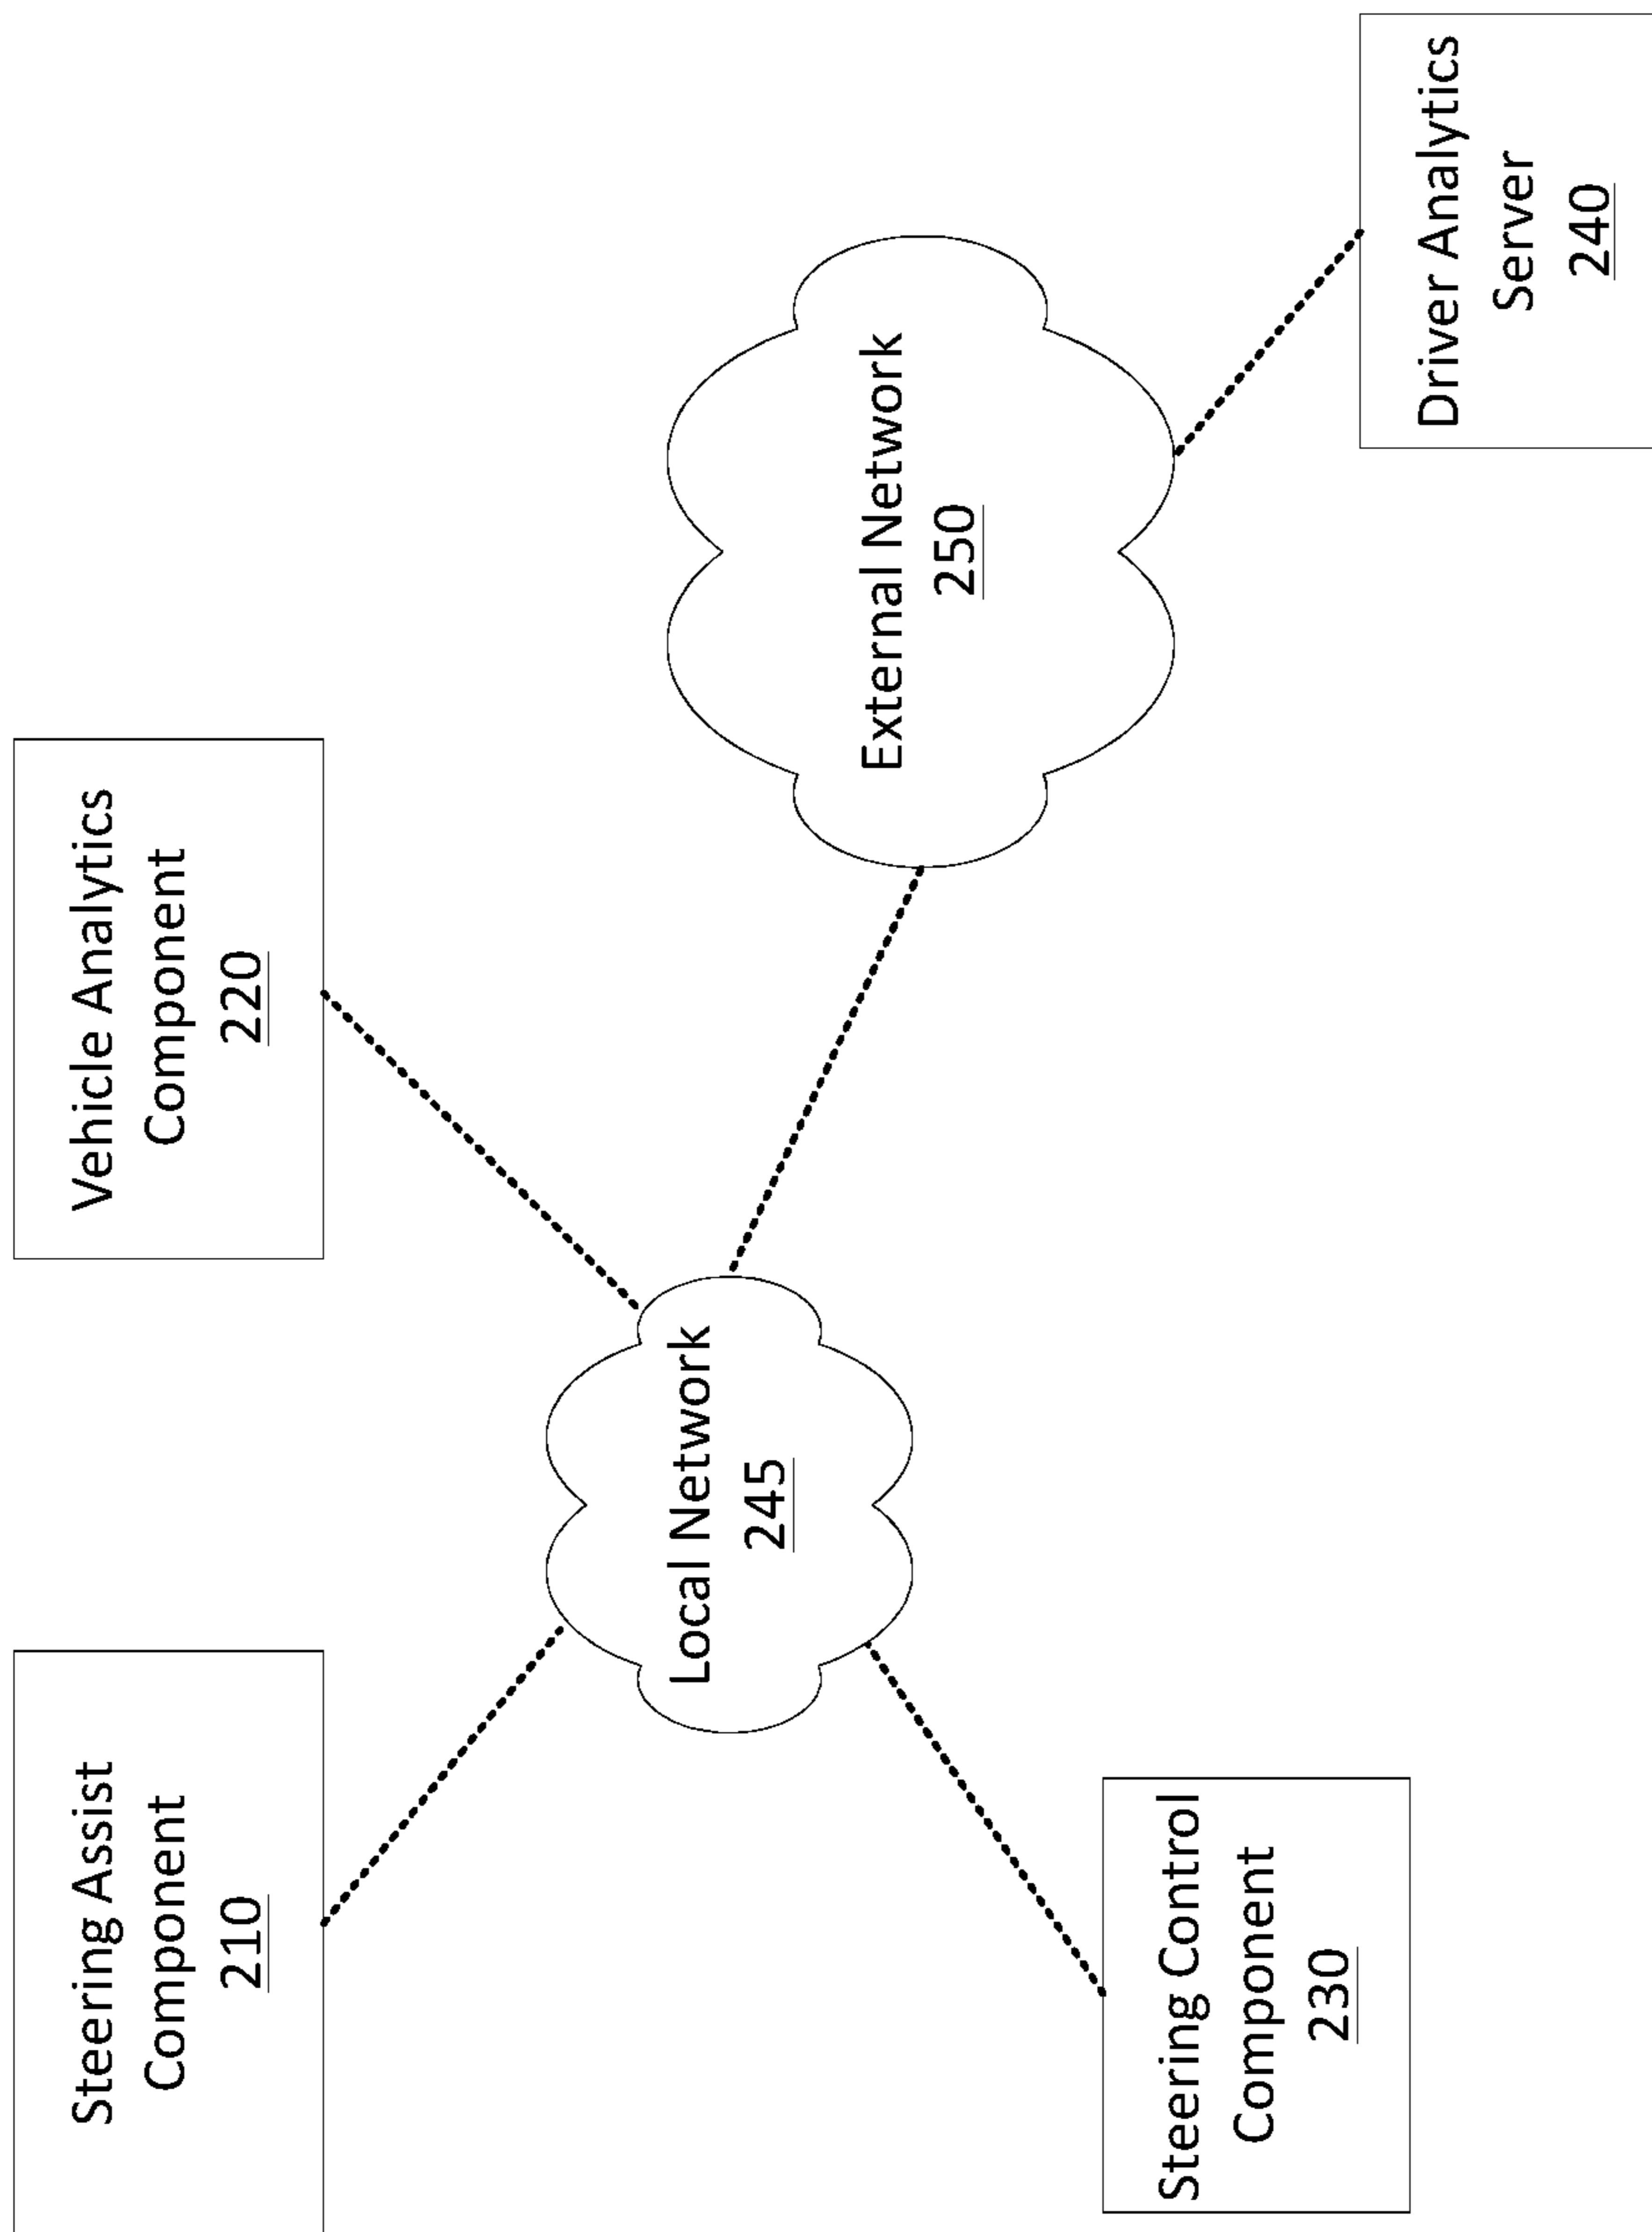 Steering Assist
Component
210
Vehicle Analytics
Component
220
Local Network
245
External Network
250
Steering Control
Component
230
Driver Analytics
Server
240